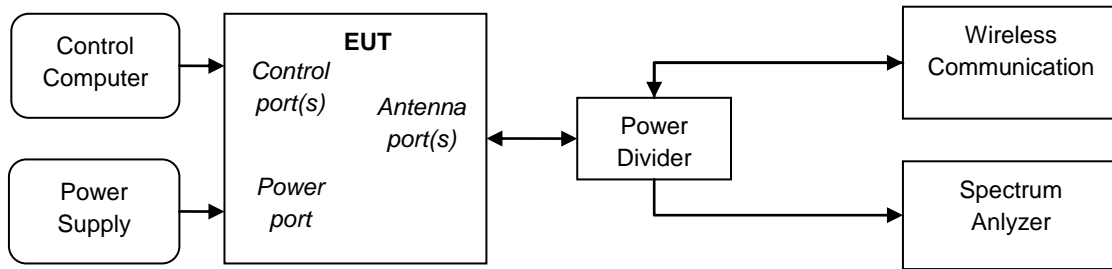 Control
Computer
Power
Supply
EUT
Control
port(s)
Antenna
port(s)
Power
port
Power
Divider
Wireless
Communication
Spectrum
Anlyzer